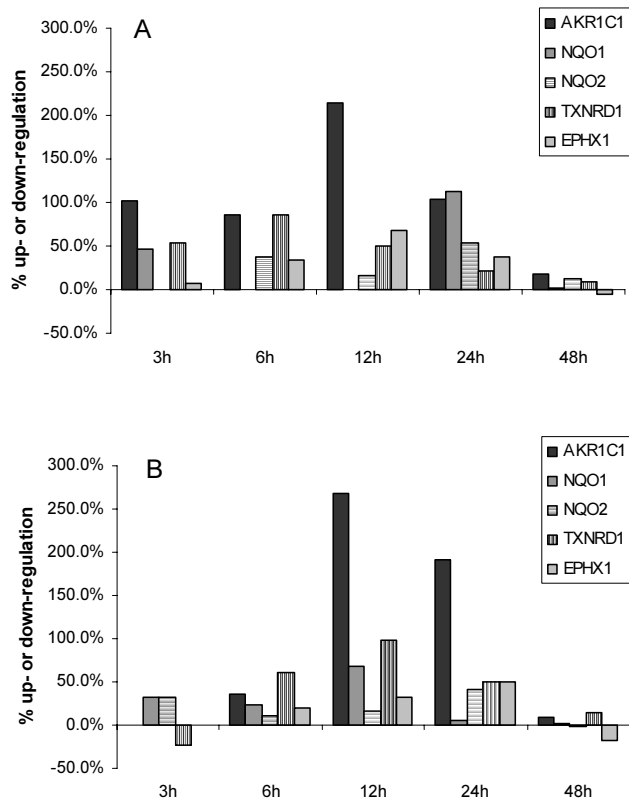 A
% up- or down-regulation
300.0%
250.0%
200.0%
150.0%
100.0%
50.0%
0.0%
-50.0%
3h 6h 12h 24h 48h
AKR1C1
NQO1
NQO2
TXNRD1
EPHX1
B
% up- or down-regulation
300.0%
250.0%
200.0%
150.0%
100.0%
50.0%
0.0%
-50.0%
3h 6h 12h 24h 48h
AKR1C1
NQO1
NQO2
TXNRD1
EPHX1